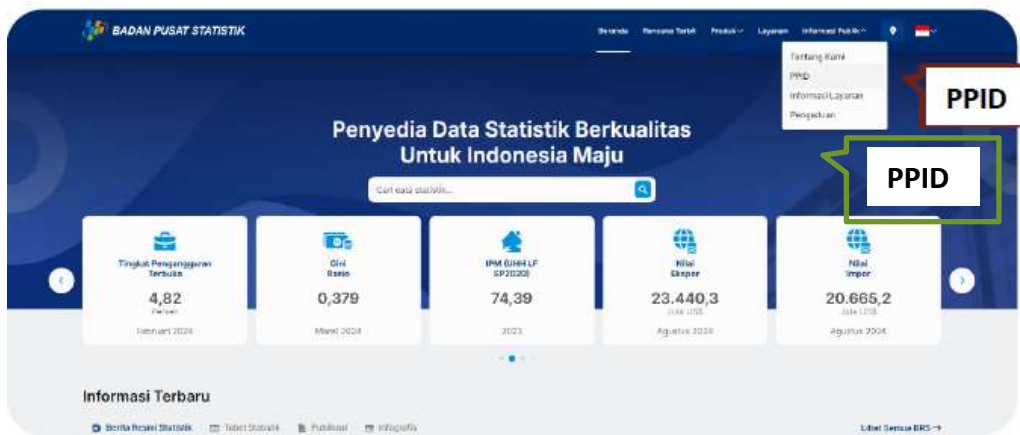 BADAN PUSAT STATISTIK
Beranda Rencana Terbit Produk Layanan Informasi Publik
Tentang Kami
PPID
Informasi Layanan
Pengaduan
PPID
PPID
Penyedia Data Statistik Berkualitas
Untuk Indonesia Maju
Cari data statistik...
Tingkat Pengangguran
Terbuka
4,82
Persen
Februari 2024
Gini
Rasio
0,379
Maret 2024
IPM (UHH LF
SP2020)
74,39
2023
Nilai
Ekspor
23.440,3
Juta US$
Agustus 2024
Nilai
Impor
20.665,2
Juta US$
Agustus 2024
Informasi Terbaru
Berita Resmi Statistik Tabel Statistik Publikasi Infografis
Lihat Semua BRS →